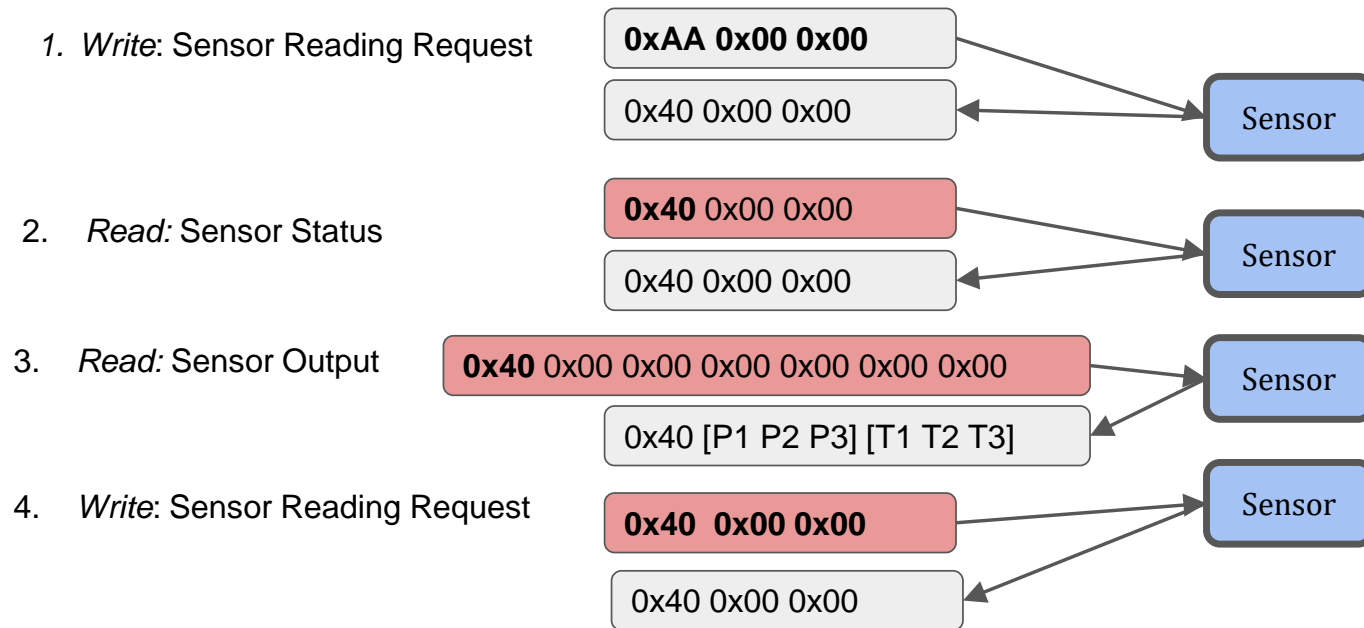 1. Write: Sensor Reading Request
0xAA 0x00 0x00
0x40 0x00 0x00
Sensor
2. Read: Sensor Status
0x40 0x00 0x00
0x40 0x00 0x00
Sensor
3. Read: Sensor Output
0x40 0x00 0x00 0x00 0x00 0x00 0x00
0x40 [P1 P2 P3] [T1 T2 T3]
Sensor
4. Write: Sensor Reading Request
0x40 0x00 0x00
0x40 0x00 0x00
Sensor